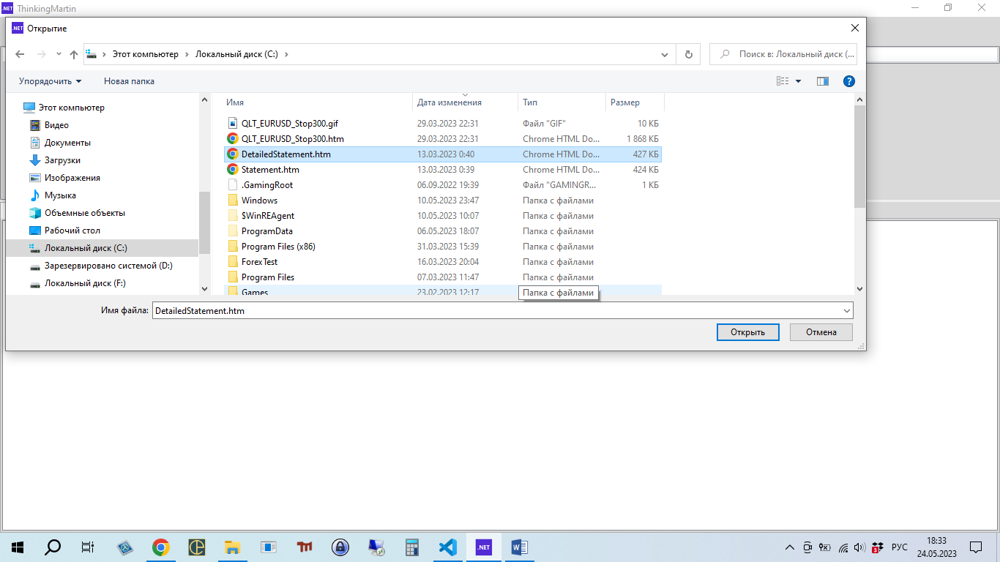 ThinkingMartin
Открытие
Этот компьютер
Локальный диск (C:)
Поиск в: Локальный диск (...
Упорядочить
Новая папка
Этот компьютер
Видео
Документы
Загрузки
Изображения
Музыка
Объемные объекты
Рабочий стол
Локальный диск (C:)
Зарезервировано системой (D:)
Локальный диск (F:)
Имя Дата изменения Тип Размер
QLT_EURUSD_Stop300.gif 29.03.2023 22:31 Файл "GIF" 10 КБ
QLT_EURUSD_Stop300.htm 29.03.2023 22:31 Chrome HTML Do... 1 868 КБ
DetailedStatement.htm 13.03.2023 0:40 Chrome HTML Do... 427 КБ
Statement.htm 13.03.2023 0:39 Chrome HTML Do... 424 КБ
.GamingRoot 06.09.2022 19:39 Файл "GAMINGR... 1 КБ
Windows 10.05.2023 23:47 Папка с файлами
$WinREAgent 10.05.2023 10:07 Папка с файлами
ProgramData 06.05.2023 18:07 Папка с файлами
Program Files (x86) 31.03.2023 15:39 Папка с файлами
ForexTest 16.03.2023 20:04 Папка с файлами
Program Files 07.03.2023 11:47 Папка с файлами
Games 23.02.2023 12:17 Папка с файлами
Имя файла: DetailedStatement.htm
Открыть Отмена
.NET
РУС
18:33
24.05.2023